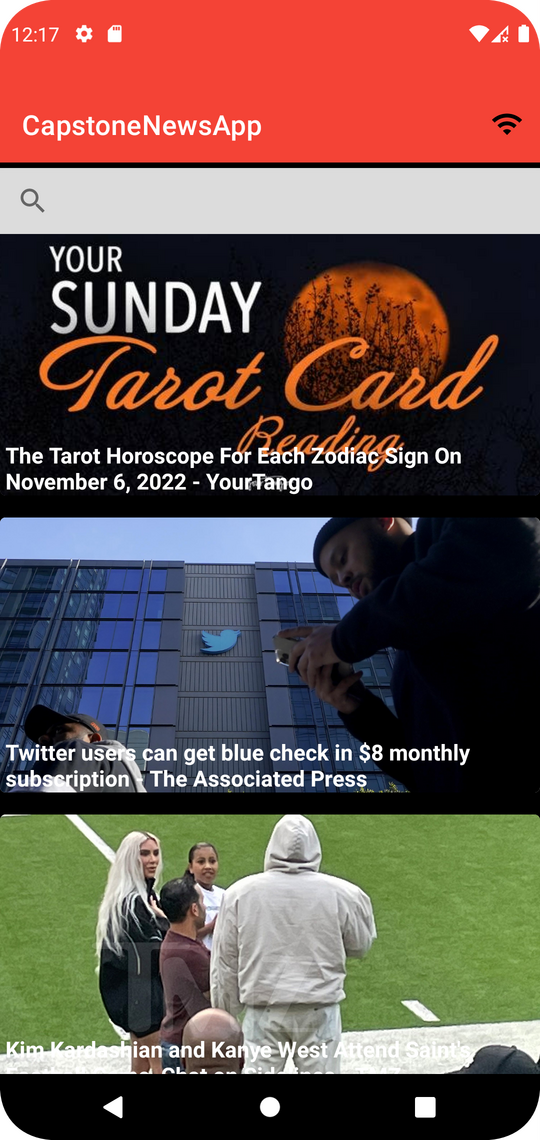 12:17
CapstoneNewsApp
YOUR
SUNDAY
Tarot Card
Reading
The Tarot Horoscope For Each Zodiac Sign On
November 6, 2022 - YourTango
Twitter users can get blue check in $8 monthly
subscription - The Associated Press
Kim Kardashian and Kanye West Attend Saint's